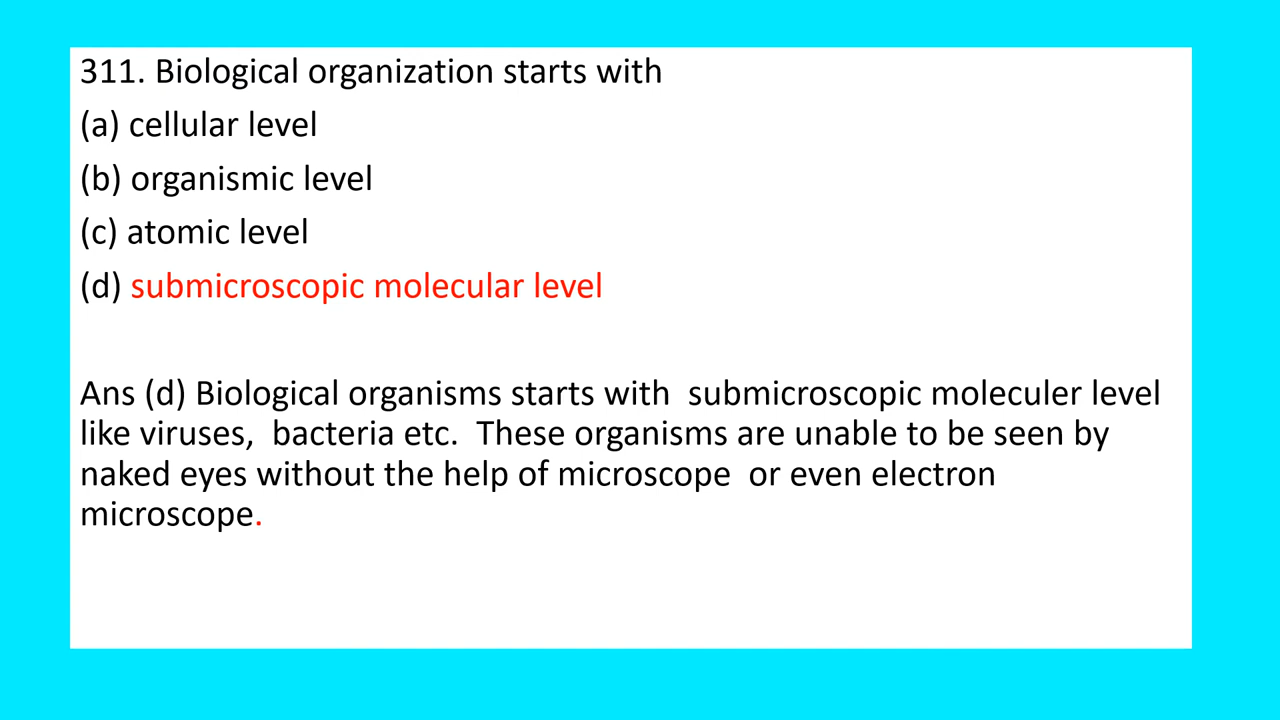 311. Biological organization starts with
(a) cellular level
(b) organismic level
(c) atomic level
(d) submicroscopic molecular level
Ans (d) Biological organisms starts with  submicroscopic moleculer level
like viruses,  bacteria etc.  These organisms are unable to be seen by
naked eyes without the help of microscope  or even electron
microscope.